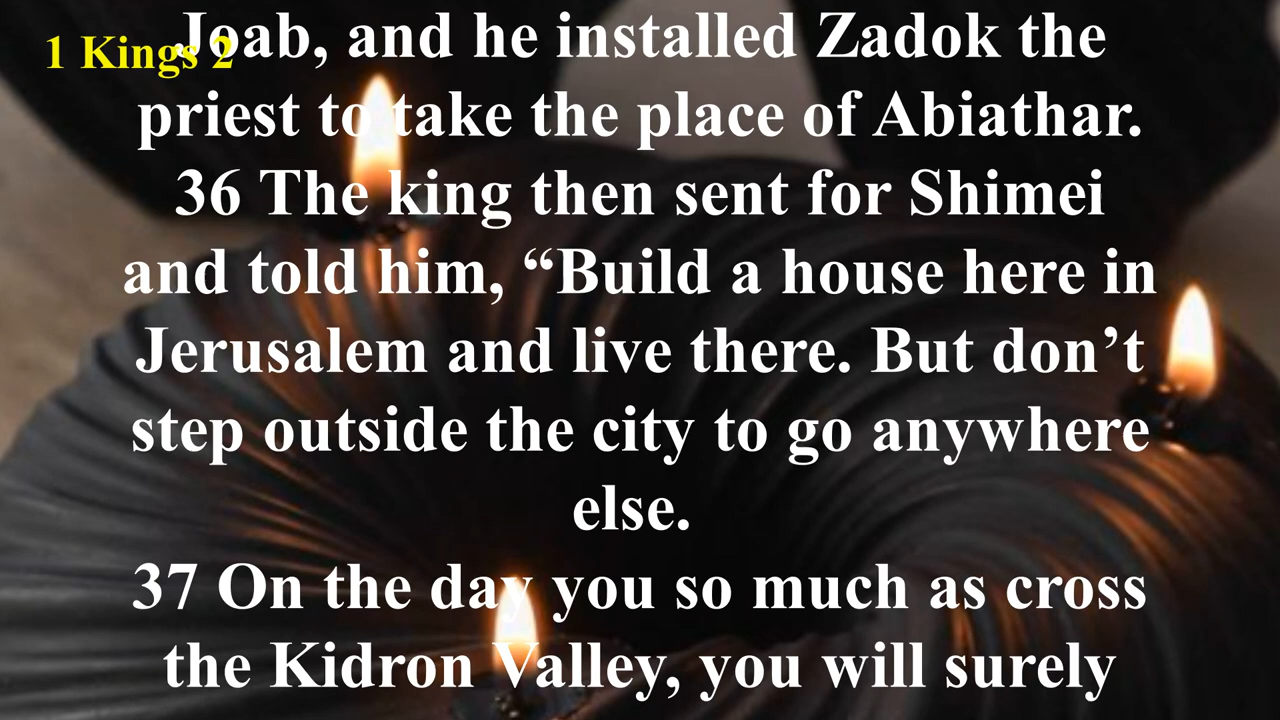 1 Kings 2
Joab, and he installed Zadok the
priest to take the place of Abiathar.
36 The king then sent for Shimei
and told him, “Build a house here in
Jerusalem and live there. But don’t
step outside the city to go anywhere
else.
37 On the day you so much as cross
the Kidron Valley, you will surely